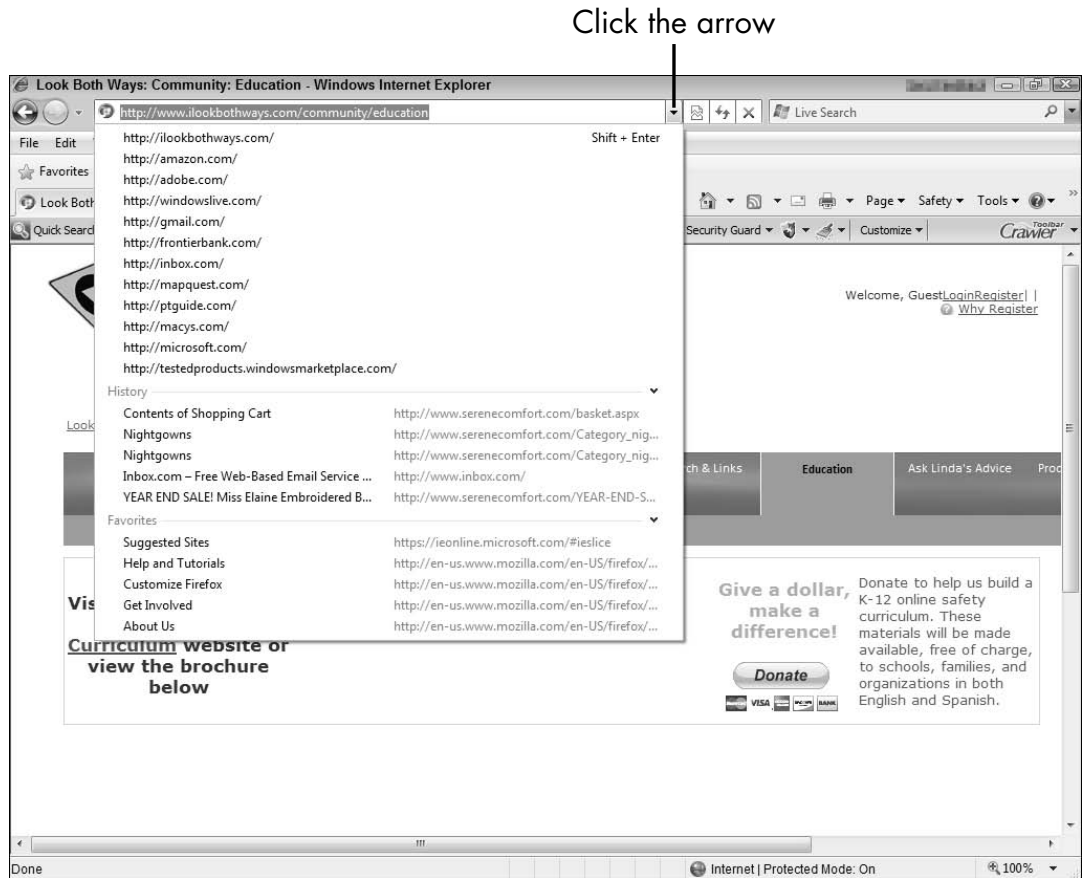 Click the arrow
Look Both Ways: Community: Education - Windows Internet Explorer
http://www.ilookbothways.com/community/education
Live Search
File Edit
http://ilookbothways.com/ Shift + Enter
http://amazon.com/
Favorites
http://adobe.com/
Look Both
http://windowslive.com/
Page Safety Tools
http://gmail.com/
Quick Search
http://frontierbank.com/
Security Guard Customize Crawler Toolbar
http://inbox.com/
http://mapquest.com/
http://ptguide.com/
Welcome, GuestLoginRegister| |
Why Register
http://macys.com/
http://microsoft.com/
http://testedproducts.windowsmarketplace.com/
History
Contents of Shopping Cart http://www.serenecomfort.com/basket.aspx
Look
Nightgowns http://www.serenecomfort.com/Category_nig...
Nightgowns http://www.serenecomfort.com/Category_nig...
Inbox.com – Free Web-Based Email Service ... http://www.inbox.com/
YEAR END SALE! Miss Elaine Embroidered B... http://www.serenecomfort.com/YEAR-END-S...
rch & Links Education Ask Linda's Advice Prod
Favorites
Suggested Sites https://ieonline.microsoft.com/#ieslice
Help and Tutorials http://en-us.www.mozilla.com/en-US/firefox/...
Customize Firefox http://en-us.www.mozilla.com/en-US/firefox/...
Get Involved http://en-us.www.mozilla.com/en-US/firefox/...
About Us http://en-us.www.mozilla.com/en-US/firefox/...
Vis
Curriculum website or
view the brochure
below
Give a dollar,
make a
difference!
Donate
VISA BANK
Donate to help us build a
K-12 online safety
curriculum. These
materials will be made
available, free of charge,
to schools, families, and
organizations in both
English and Spanish.
Done Internet | Protected Mode: On 100%